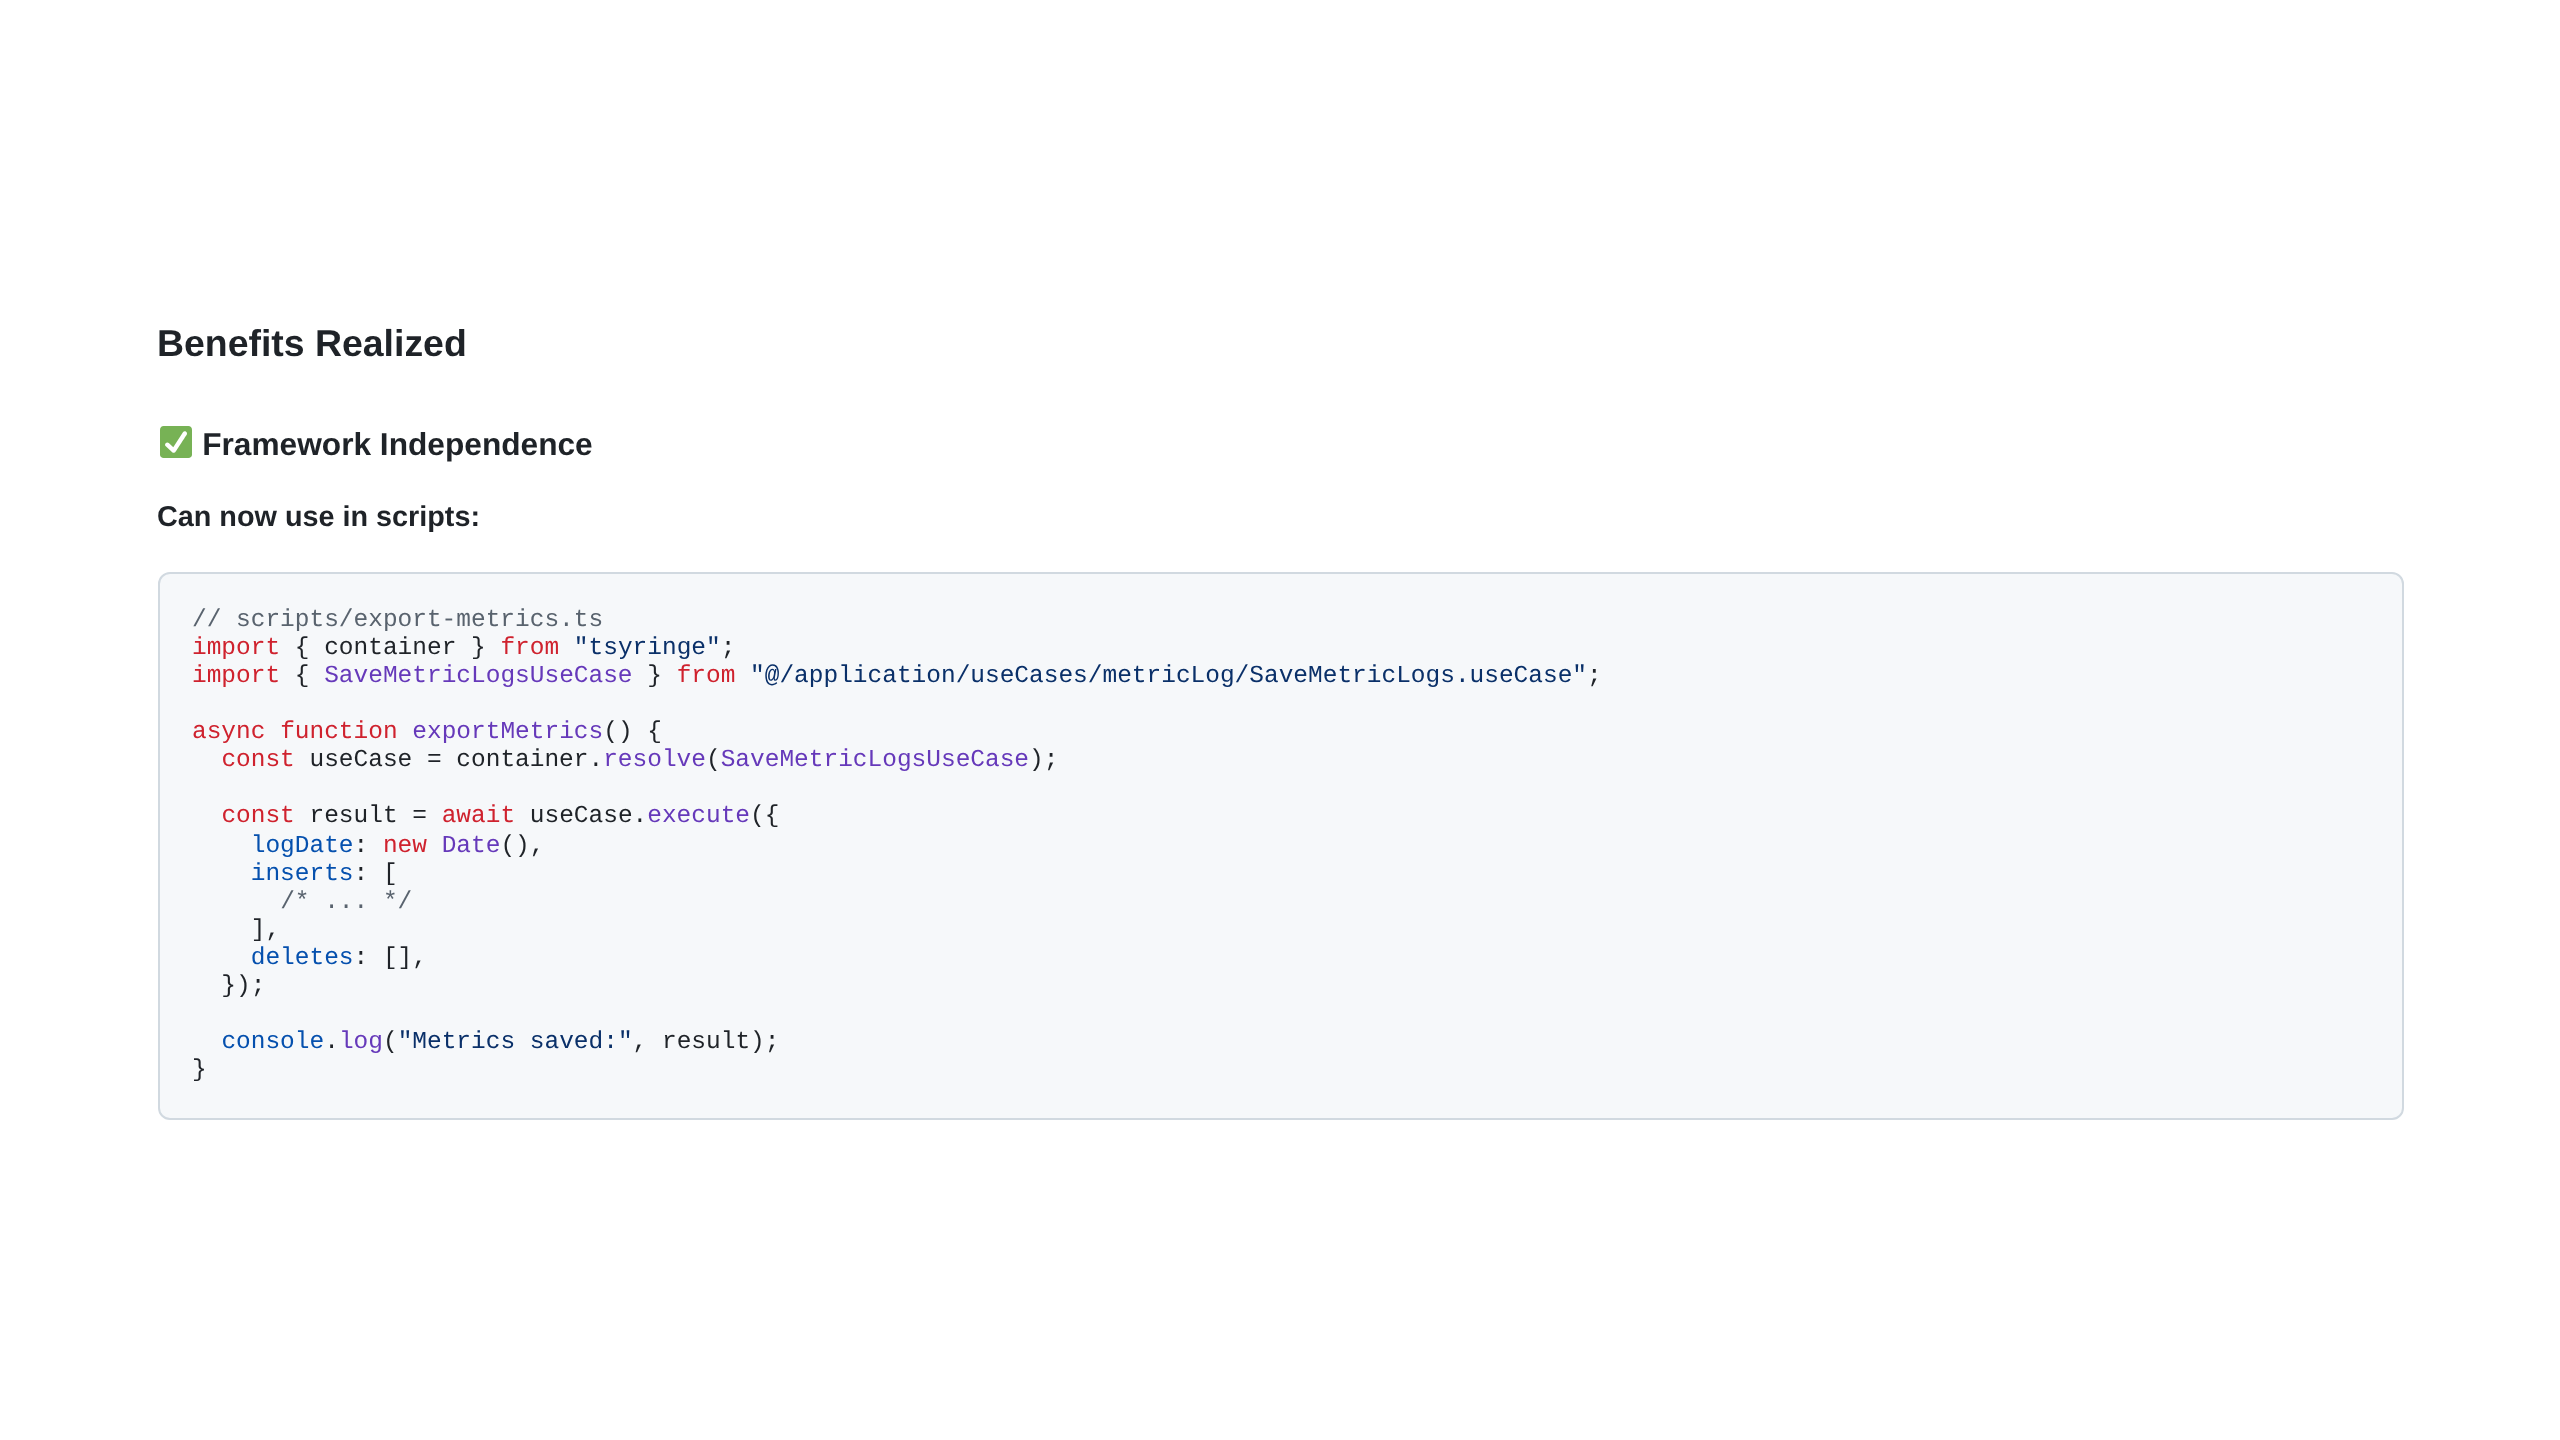 Benefits Realized
✅ Framework Independence
Can now use in scripts:
// scripts/export-metrics.ts
import { container } from "tsyringe";
import { SaveMetricLogsUseCase } from "@/application/useCases/metricLog/SaveMetricLogs.useCase";

async function exportMetrics() {
  const useCase = container.resolve(SaveMetricLogsUseCase);

  const result = await useCase.execute({
    logDate: new Date(),
    inserts: [
      /* ... */
    ],
    deletes: [],
  });

  console.log("Metrics saved:", result);
}